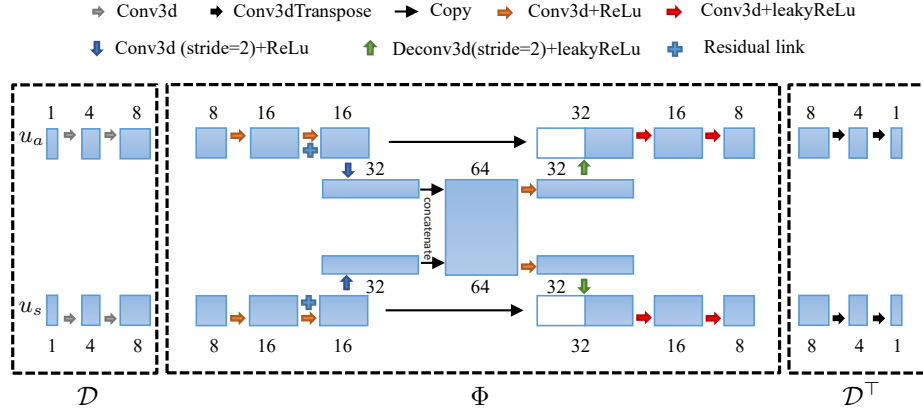 Conv3d Conv3dTranspose Copy Conv3d+ReLu Conv3d+leakyReLu
Conv3d (stride=2)+ReLu Deconv3d(stride=2)+leakyReLu Residual link
1 4 8 8 16 16 32 16 8 8 4 1
u_a
32 64 32
concatenate
32 64 32
u_s
1 4 8 8 16 16 32 16 8 8 4 1
𝒟 Φ 𝒟⊤